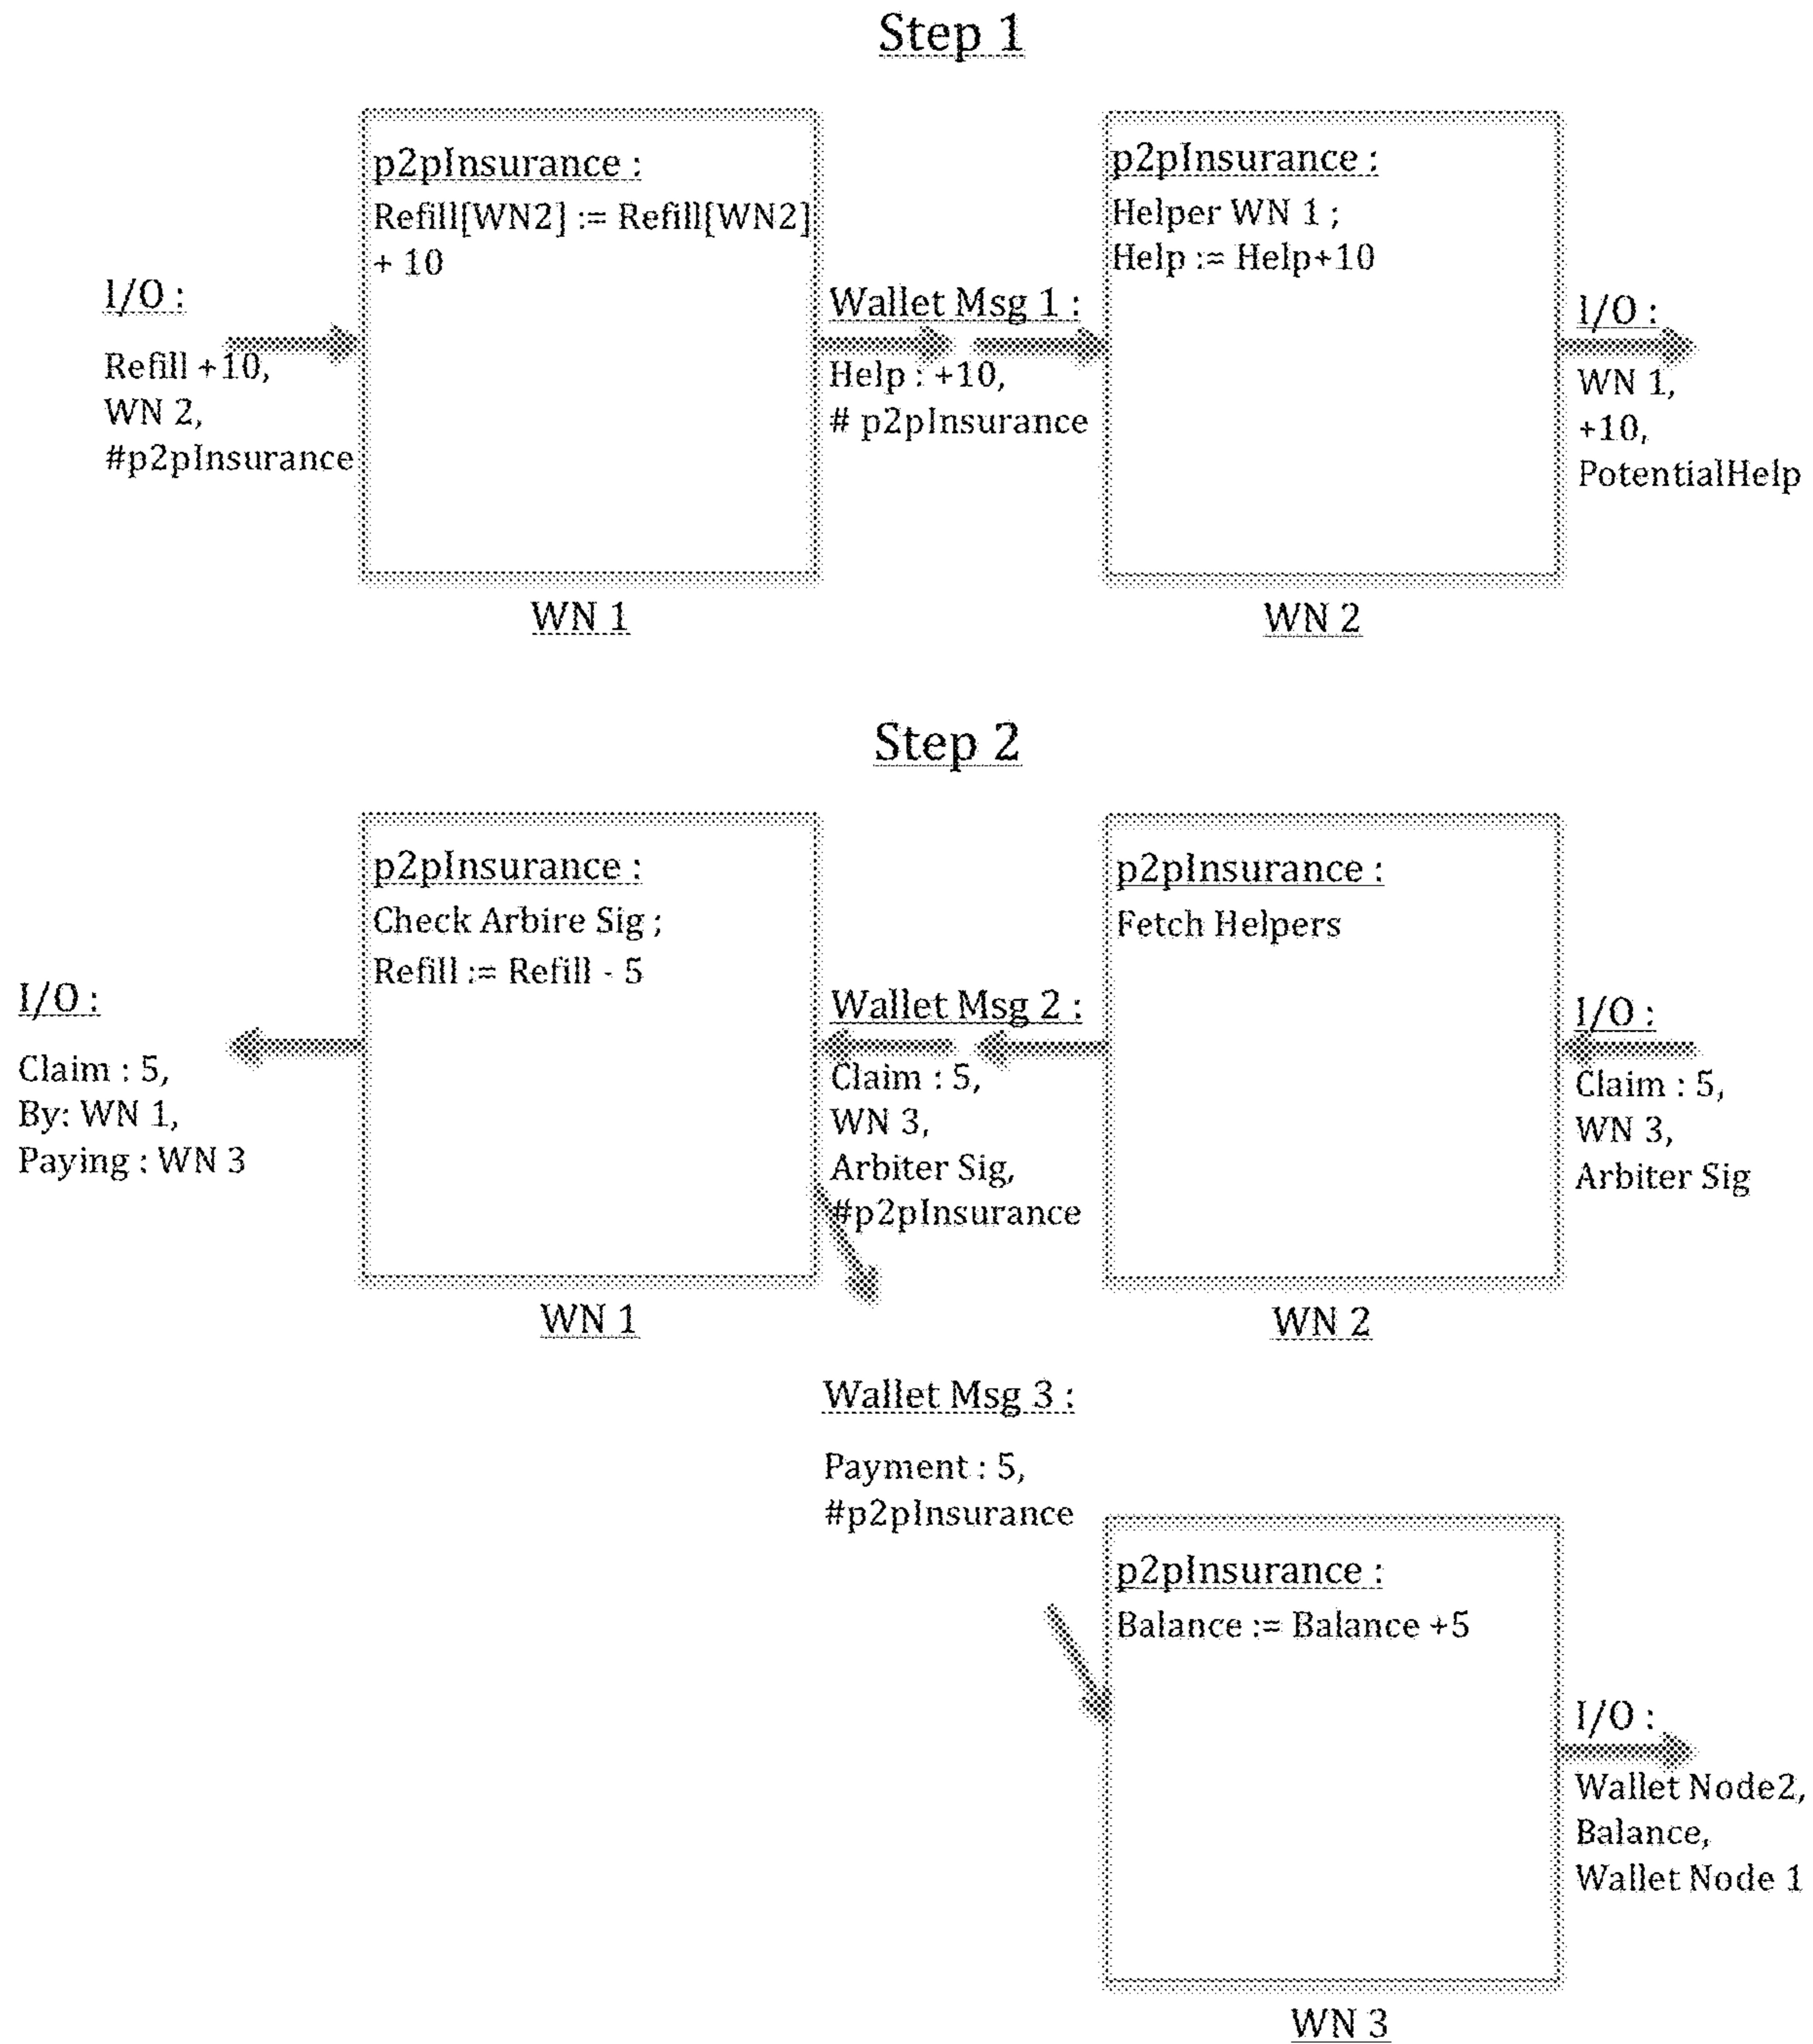 Step 1
I/O :
Refill +10,
WN 2,
#p2pInsurance
p2pInsurance :
Refill[WN2] := Refill[WN2]
+ 10
WN 1
Wallet Msg 1 :
Help : +10,
# p2pInsurance
p2pInsurance :
Helper WN 1 ;
Help := Help+10
WN 2
I/O :
WN 1,
+10,
PotentialHelp
Step 2
I/O :
Claim : 5,
By: WN 1,
Paying : WN 3
p2pInsurance :
Check Arbire Sig ;
Refill := Refill - 5
WN 1
Wallet Msg 2 :
Claim : 5,
WN 3,
Arbiter Sig,
#p2pInsurance
p2pInsurance :
Fetch Helpers
WN 2
I/O :
Claim : 5,
WN 3,
Arbiter Sig
Wallet Msg 3 :
Payment : 5,
#p2pInsurance
p2pInsurance :
Balance := Balance +5
WN 3
I/O :
Wallet Node2,
Balance,
Wallet Node 1